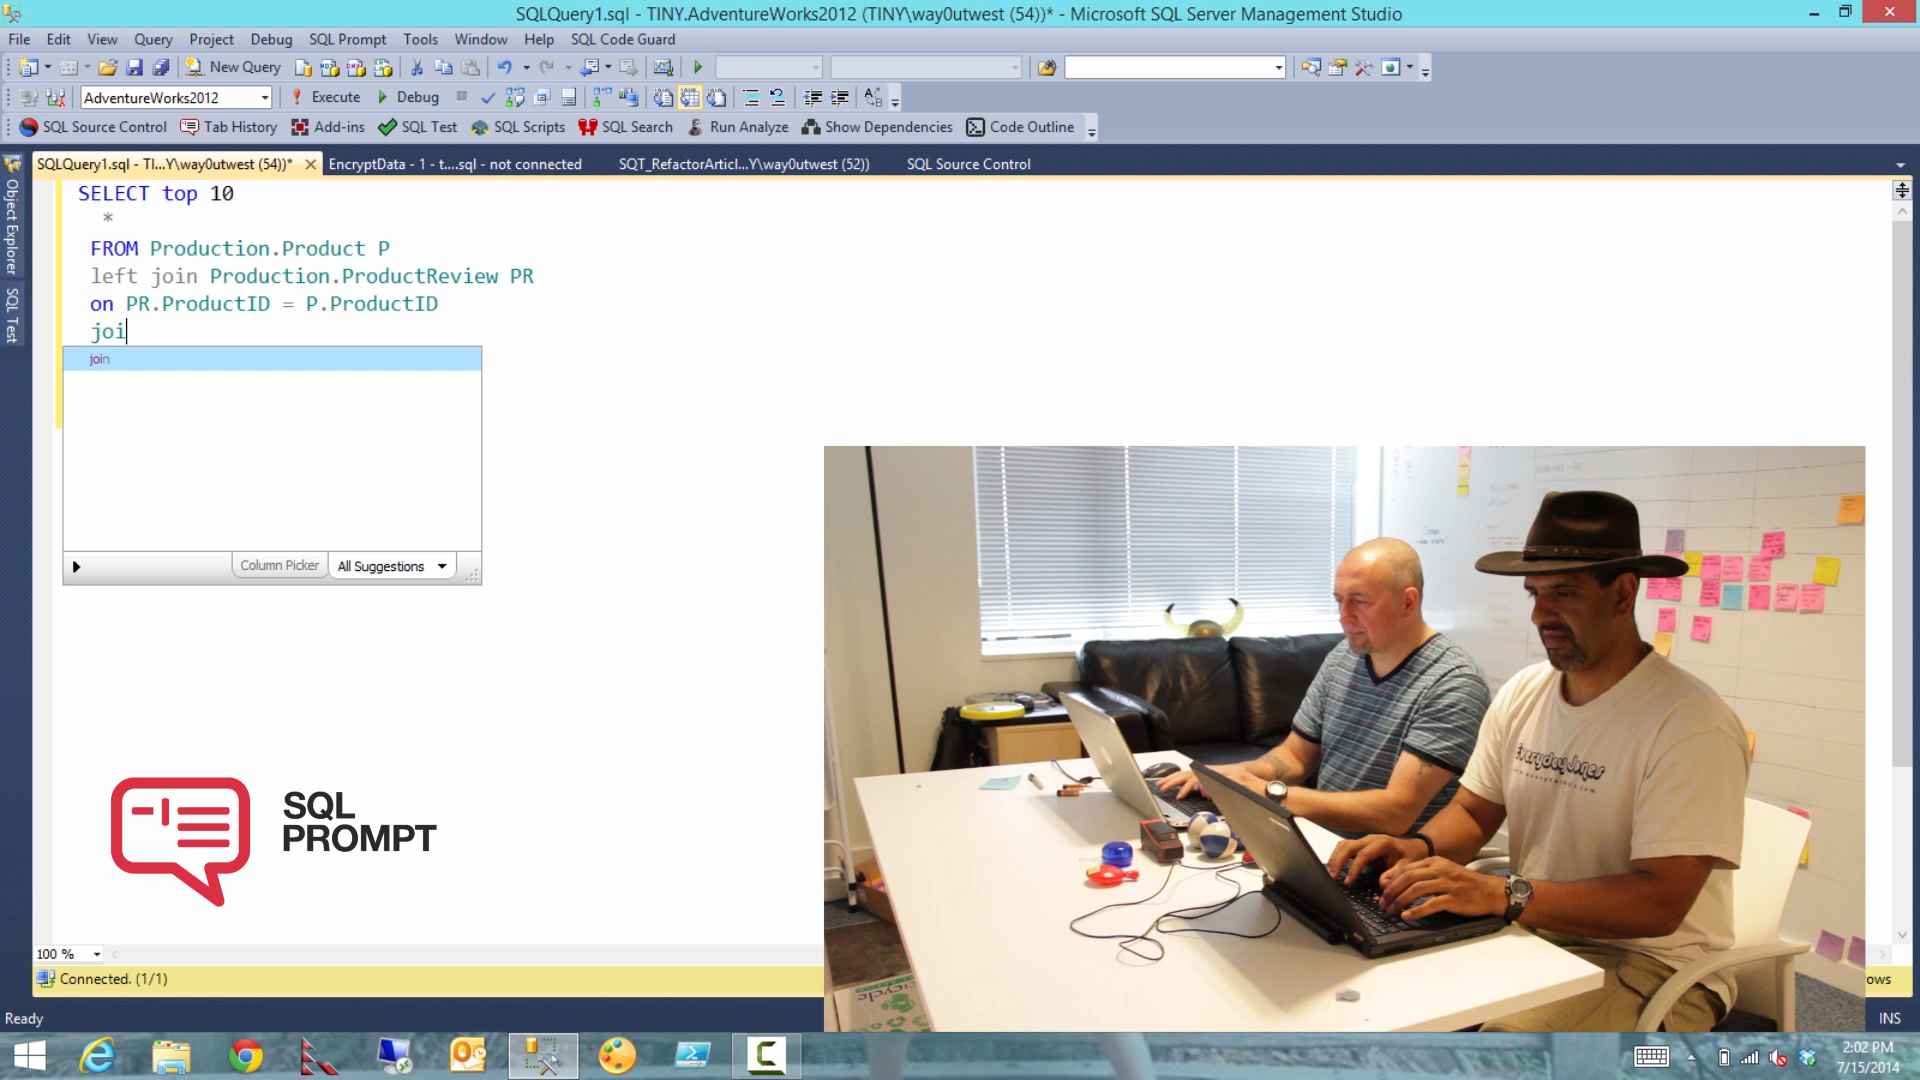 SQLQuery1.sql - TINY.AdventureWorks2012 (TINY\way0utwest (54))* - Microsoft SQL Server Management Studio
File Edit View Query Project Debug SQL Prompt Tools Window Help SQL Code Guard
New Query
AdventureWorks2012 Execute Debug
SQL Source Control Tab History Add-ins SQL Test SQL Scripts SQL Search Run Analyze Show Dependencies Code Outline
SQLQuery1.sql - TI...Y\way0utwest (54))* EncryptData - 1 - t....sql - not connected SQT_RefactorArticl...Y\way0utwest (52)) SQL Source Control
Object Explorer
SQL Test
SELECT top 10
*
FROM Production.Product P
left join Production.ProductReview PR
on PR.ProductID = P.ProductID
joi
join
Column Picker All Suggestions
Everyday Jones
SQL
PROMPT
100 %
Connected. (1/1)
ows
Ready
INS
2:02 PM
7/15/2014